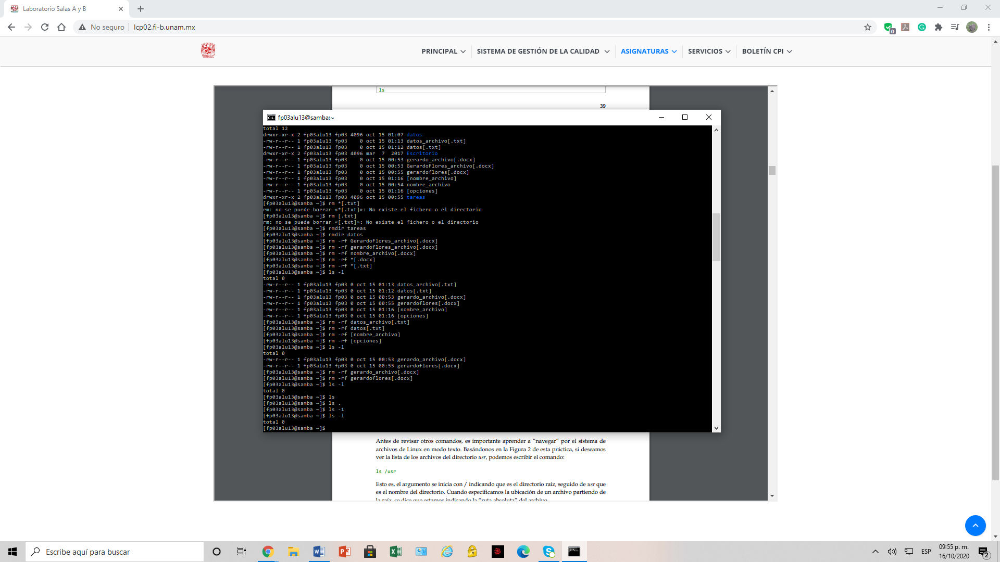 Laboratorio Salas A y B
No seguro
lcp02.fi-b.unam.mx
0
PRINCIPAL
SISTEMA DE GESTIÓN DE LA CALIDAD
ASIGNATURAS
SERVICIOS
BOLETÍN CPI
ls
39
fp03alu13@samba:~
total 12
drwxr-xr-x 2 fp03alu13 fp03 4096 oct 15 01:07 datos
-rw-r--r-- 1 fp03alu13 fp03    0 oct 15 01:13 datos_archivo[.txt]
-rw-r--r-- 1 fp03alu13 fp03    0 oct 15 01:12 datos[.txt]
drwxr-xr-x 2 fp03alu13 fp03 4096 mar  7  2017 Escritorio
-rw-r--r-- 1 fp03alu13 fp03    0 oct 15 00:53 gerardo_archivo[.docx]
-rw-r--r-- 1 fp03alu13 fp03    0 oct 15 00:53 GerardoFlores_archivo[.docx]
-rw-r--r-- 1 fp03alu13 fp03    0 oct 15 00:55 gerardoflores[.docx]
-rw-r--r-- 1 fp03alu13 fp03    0 oct 15 01:16 [nombre_archivo]
-rw-r--r-- 1 fp03alu13 fp03    0 oct 15 00:54 nombre_archivo
-rw-r--r-- 1 fp03alu13 fp03    0 oct 15 01:16 [opciones]
drwxr-xr-x 2 fp03alu13 fp03 4096 oct 15 00:55 tareas
[fp03alu13@samba ~]$ rm *[.txt]
rm: no se puede borrar «*[.txt]»: No existe el fichero o el directorio
[fp03alu13@samba ~]$ rm [.txt]
rm: no se puede borrar «[.txt]»: No existe el fichero o el directorio
[fp03alu13@samba ~]$ rmdir tareas
[fp03alu13@samba ~]$ rmdir datos
[fp03alu13@samba ~]$ rm -rf GerardoFlores_archivo[.docx]
[fp03alu13@samba ~]$ rm -rf gerardoflores_archivo[.docx]
[fp03alu13@samba ~]$ rm -rf nombre_archivo[.docx]
[fp03alu13@samba ~]$ rm -rf *[.docx]
[fp03alu13@samba ~]$ rm -rf *[.txt]
[fp03alu13@samba ~]$ ls -l
total 0
-rw-r--r-- 1 fp03alu13 fp03 0 oct 15 01:13 datos_archivo[.txt]
-rw-r--r-- 1 fp03alu13 fp03 0 oct 15 01:12 datos[.txt]
-rw-r--r-- 1 fp03alu13 fp03 0 oct 15 00:53 gerardo_archivo[.docx]
-rw-r--r-- 1 fp03alu13 fp03 0 oct 15 00:55 gerardoflores[.docx]
-rw-r--r-- 1 fp03alu13 fp03 0 oct 15 01:16 [nombre_archivo]
-rw-r--r-- 1 fp03alu13 fp03 0 oct 15 01:16 [opciones]
[fp03alu13@samba ~]$ rm -rf datos_archivo[.txt]
[fp03alu13@samba ~]$ rm -rf datos[.txt]
[fp03alu13@samba ~]$ rm -rf [nombre_archivo]
[fp03alu13@samba ~]$ rm -rf [opciones]
[fp03alu13@samba ~]$ ls -l
total 0
-rw-r--r-- 1 fp03alu13 fp03 0 oct 15 00:53 gerardo_archivo[.docx]
-rw-r--r-- 1 fp03alu13 fp03 0 oct 15 00:55 gerardoflores[.docx]
[fp03alu13@samba ~]$ rm -rf gerardo_archivo[.docx]
[fp03alu13@samba ~]$ rm -rf gerardoflores[.docx]
[fp03alu13@samba ~]$ ls -l
total 0
[fp03alu13@samba ~]$ ls
[fp03alu13@samba ~]$ ls .
[fp03alu13@samba ~]$ ls -1
[fp03alu13@samba ~]$ ls -l
total 0
[fp03alu13@samba ~]$
Antes de revisar otros comandos, es importante aprender a “navegar” por el sistema de
archivos de Linux en modo texto. Basándonos en la Figura 2 de esta práctica, si deseamos
ver la lista de los archivos del directorio usr, podemos escribir el comando:
ls /usr
Esto es, el argumento se inicia con / indicando que es el directorio raíz, seguido de usr que
es el nombre del directorio. Cuando especificamos la ubicación de un archivo partiendo de
la raíz, se dice que estamos indicando la “ruta absoluta” del archivo.
Escribe aquí para buscar
ESP
09:55 p. m.
16/10/2020
2